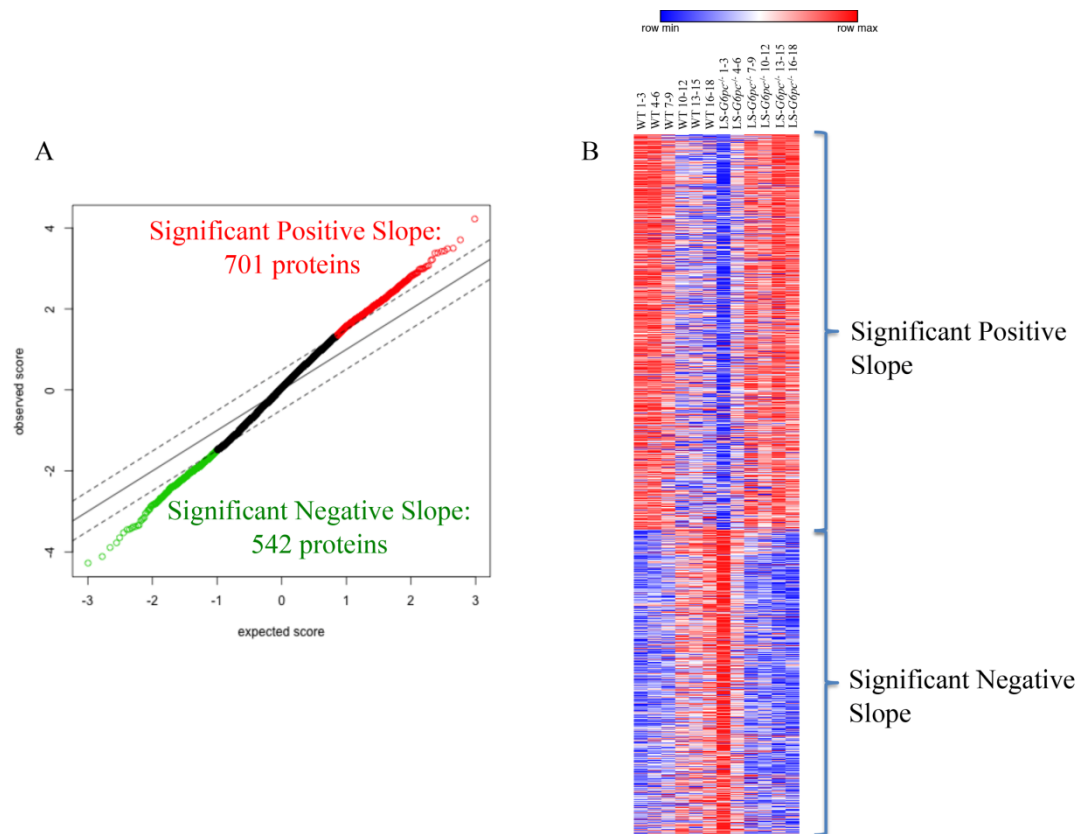 A
Significant Positive Slope:
701 proteins
Significant Negative Slope:
542 proteins
observed score
4
2
0
-2
-4
-3
-2
-1
0
1
2
3
expected score
B
row min
row max
WT 1-3
WT 4-6
WT 7-9
WT 10-12
WT 13-15
WT 16-18
LS-G6pc-/- 1-3
LS-G6pc-/- 4-6
LS-G6pc-/- 7-9
LS-G6pc-/- 10-12
LS-G6pc-/- 13-15
LS-G6pc-/- 16-18
Significant Positive
Slope
Significant Negative
Slope